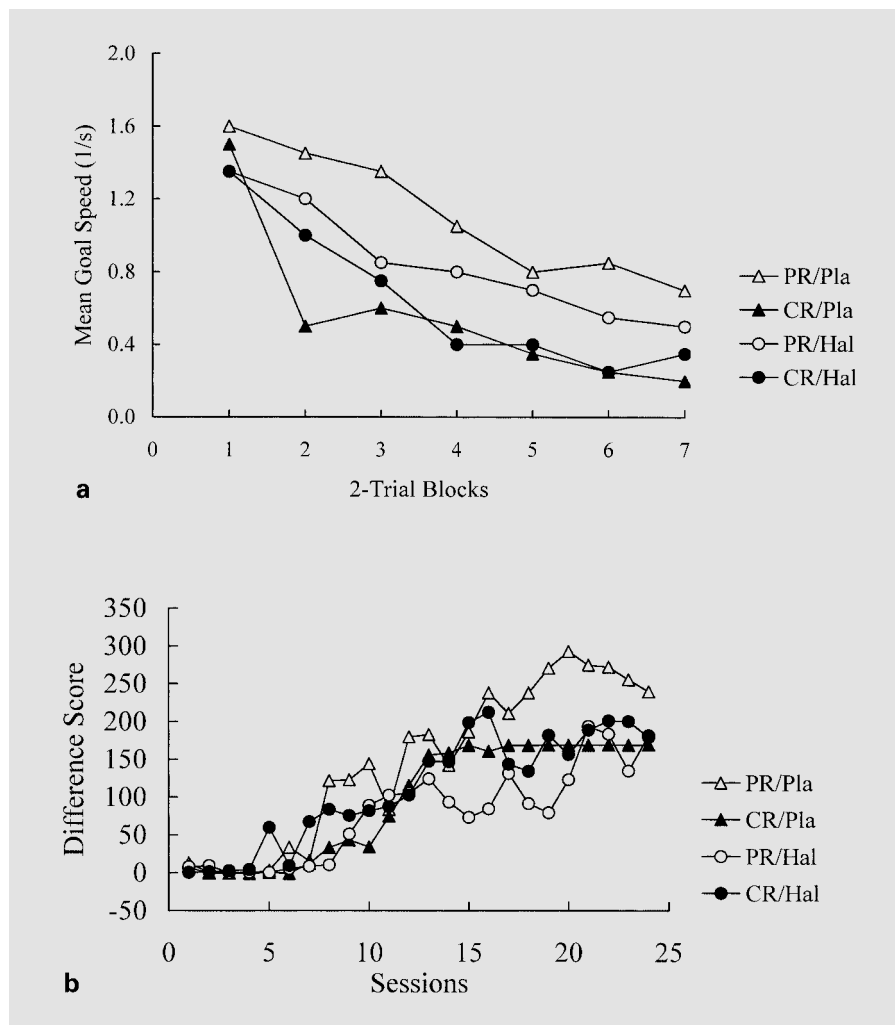 2.0
1.6
1.2
0.8
0.4
0.0
Mean Goal Speed (1/s)
0 1 2 3 4 5 6 7
2-Trial Blocks
PR/Pla
CR/Pla
PR/Hal
CR/Hal
a
350
300
250
200
150
100
50
0
-50
Difference Score
0 5 10 15 20 25
Sessions
PR/Pla
CR/Pla
PR/Hal
CR/Hal
b